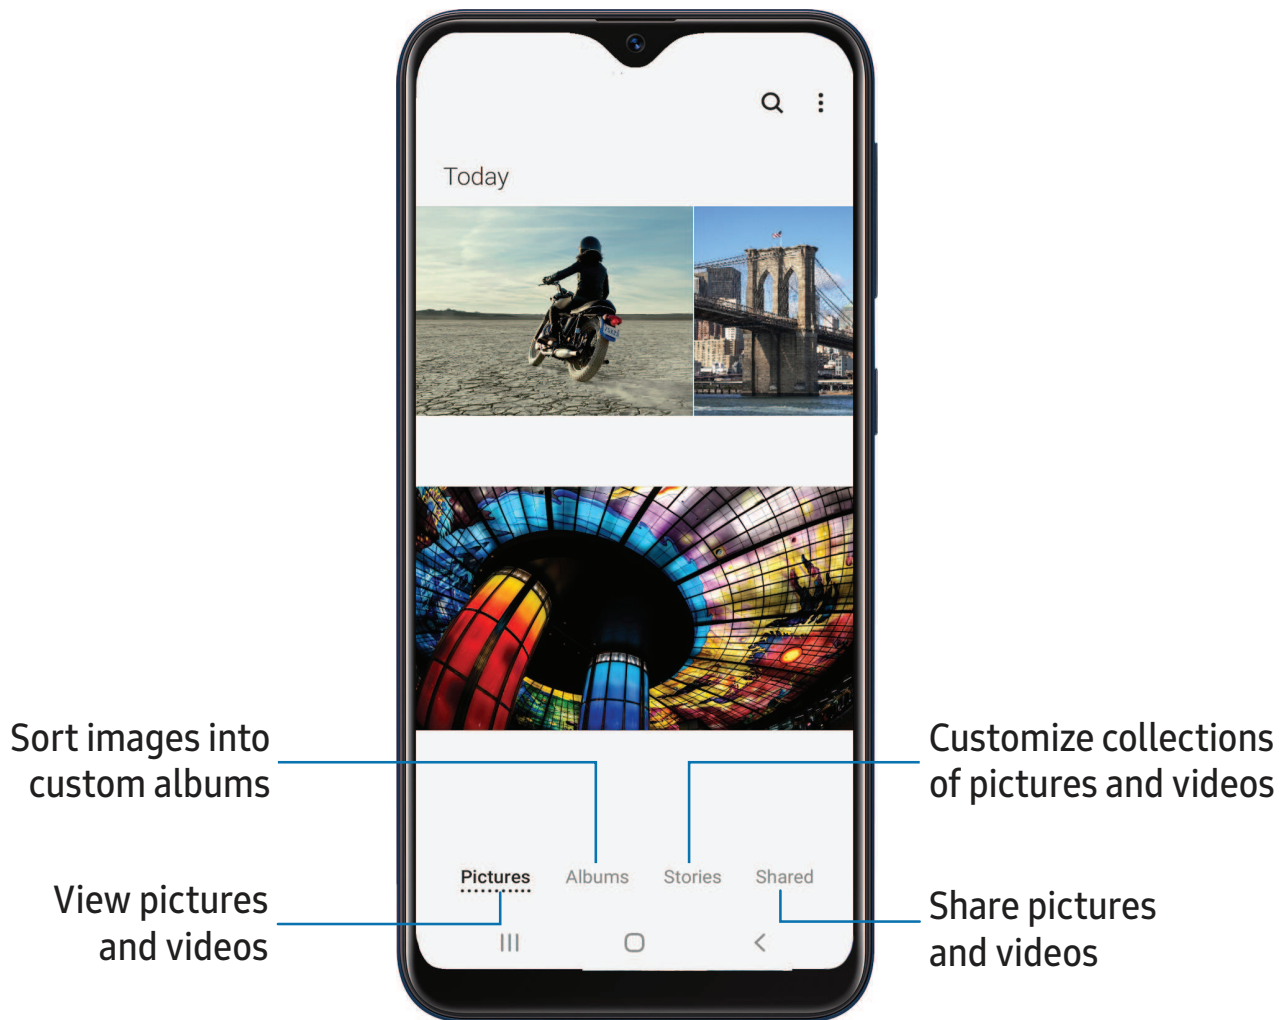 Today
Sort images into
custom albums
Customize collections
of pictures and videos
Pictures
Albums
Stories
Shared
View pictures
and videos
Share pictures
and videos